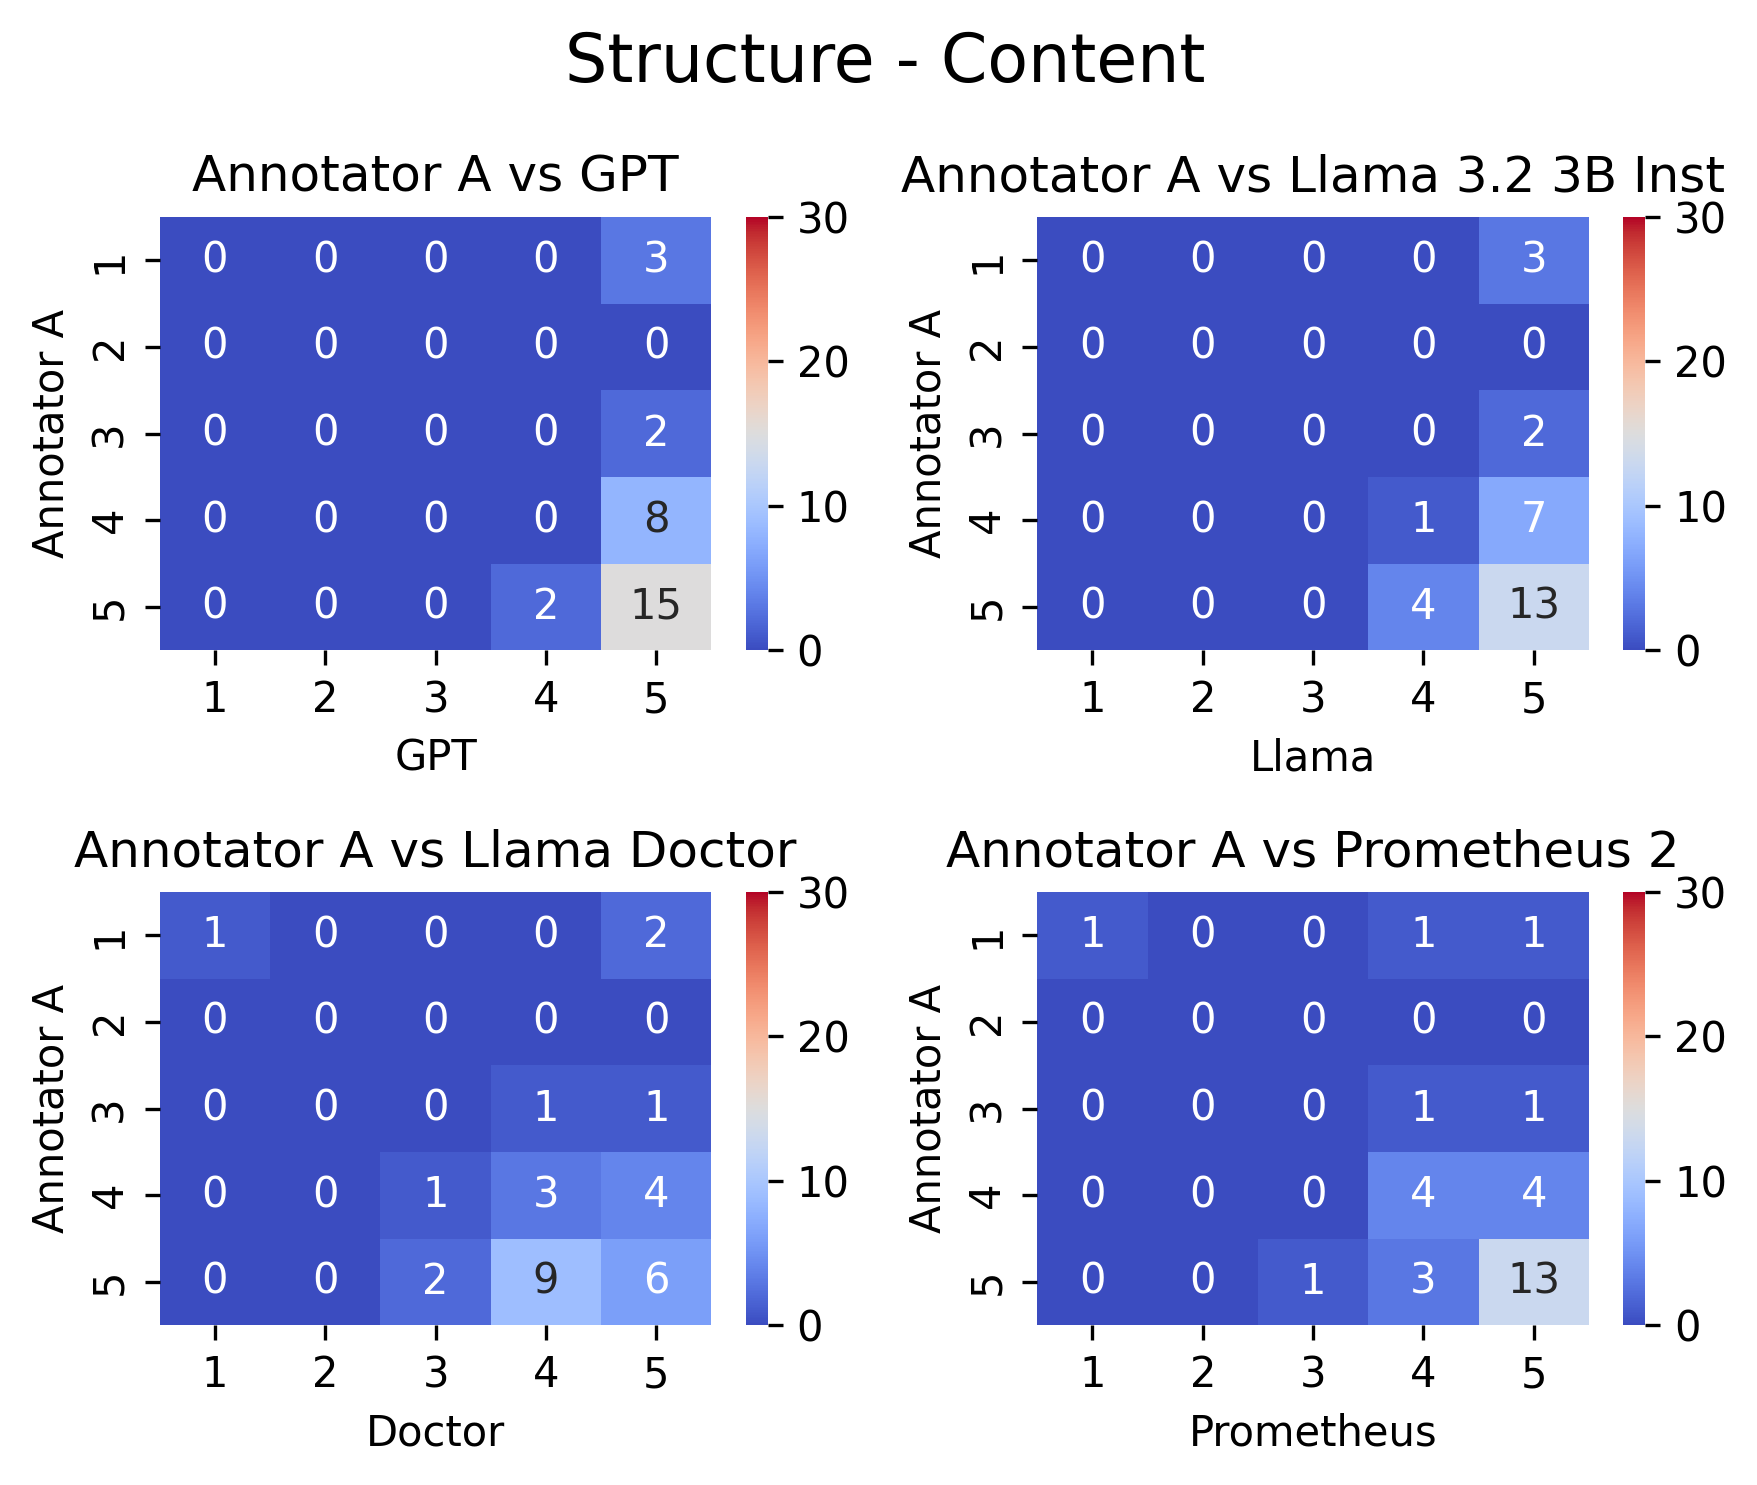 Structure - Content
Annotator A vs GPT
Annotator A
1 0 0 0 0 3
2 0 0 0 0 0
3 0 0 0 0 2
4 0 0 0 0 8
5 0 0 0 2 15
1 2 3 4 5
GPT
30
20
10
0
Annotator A vs Llama 3.2 3B Inst
Annotator A
1 0 0 0 0 3
2 0 0 0 0 0
3 0 0 0 0 2
4 0 0 0 1 7
5 0 0 0 4 13
1 2 3 4 5
Llama
30
20
10
0
Annotator A vs Llama Doctor
Annotator A
1 1 0 0 0 2
2 0 0 0 0 0
3 0 0 0 1 1
4 0 0 1 3 4
5 0 0 2 9 6
1 2 3 4 5
Doctor
30
20
10
0
Annotator A vs Prometheus 2
Annotator A
1 1 0 0 1 1
2 0 0 0 0 0
3 0 0 0 1 1
4 0 0 0 4 4
5 0 0 1 3 13
1 2 3 4 5
Prometheus
30
20
10
0